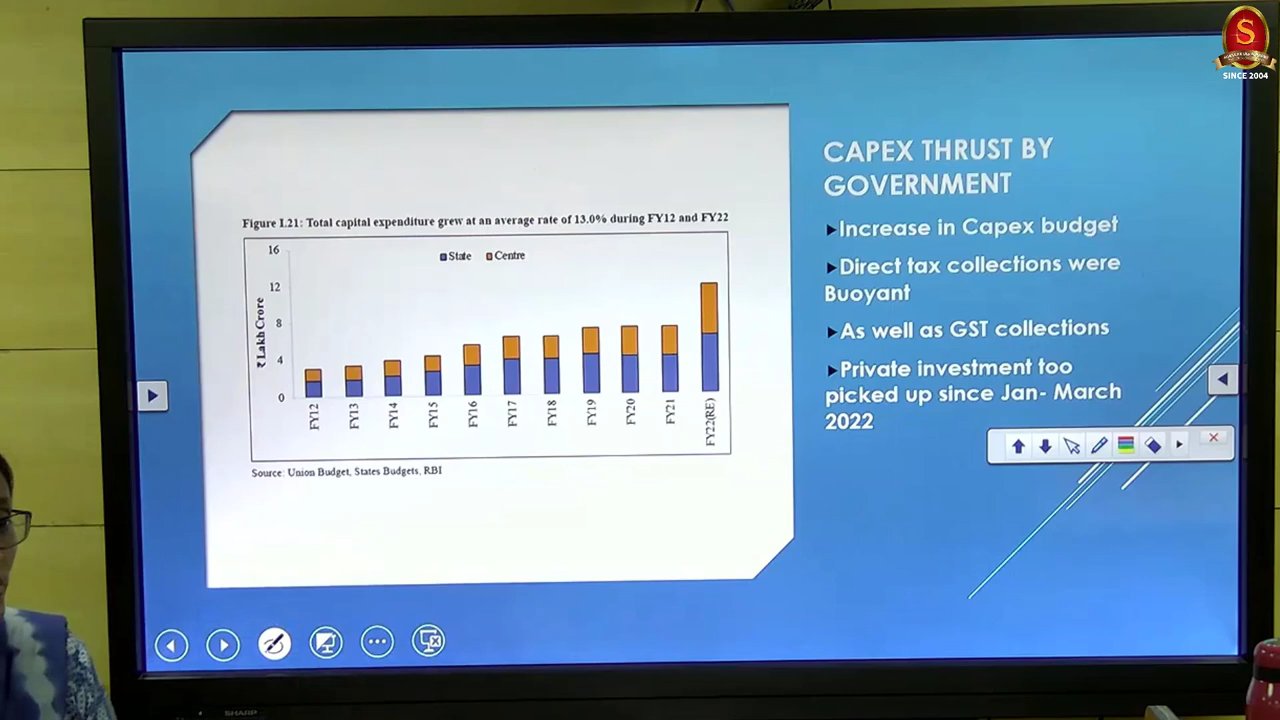 S
SINCE 2004
CAPEX THRUST BY
GOVERNMENT
Increase in Capex budget
Direct tax collections were
Buoyant
As well as GST collections
Private investment too
picked up since Jan- March
2022
Figure I.21: Total capital expenditure grew at an average rate of 13.0% during FY12 and FY22
State Centre
₹ Lakh Crore
16
12
8
4
0
FY12 FY13 FY14 FY15 FY16 FY17 FY18 FY19 FY20 FY21 FY22(RE)
Source: Union Budget, States Budgets, RBI
SHARP